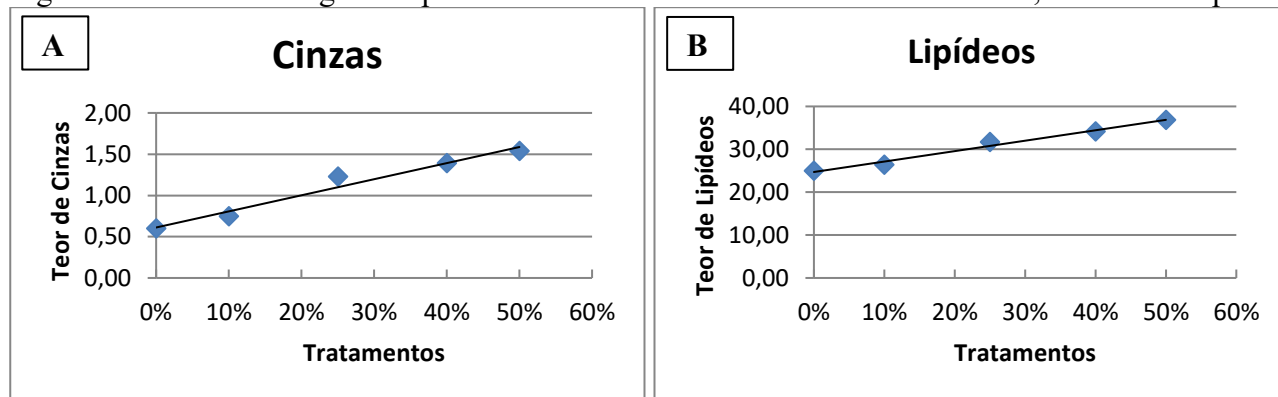 A
Cinzas
Teor de Cinzas
2,00
1,50
1,00
0,50
0,00
0% 10% 20% 30% 40% 50% 60%
Tratamentos
B
Lipídeos
Teor de Lipídeos
40,00
30,00
20,00
10,00
0,00
0% 10% 20% 30% 40% 50% 60%
Tratamentos